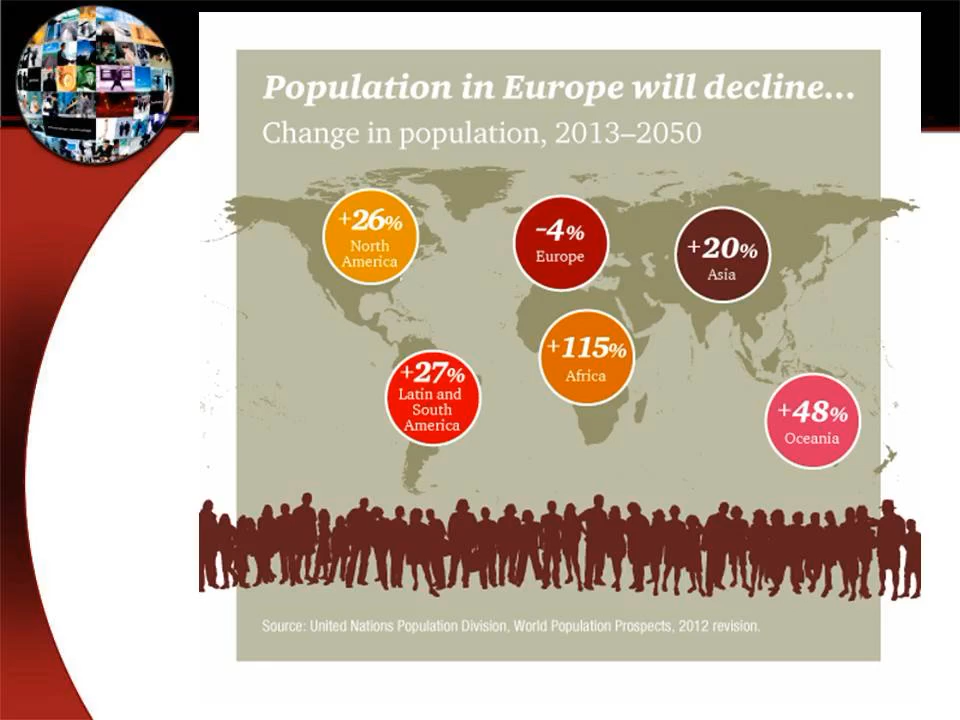 Population in Europe will decline...
Change in population, 2013–2050
+26%
North
America
-4%
Europe
+20%
Asia
+115%
Africa
+27%
Latin and
South
America
+48%
Oceania
Source: United Nations Population Division, World Population Prospects, 2012 revision.